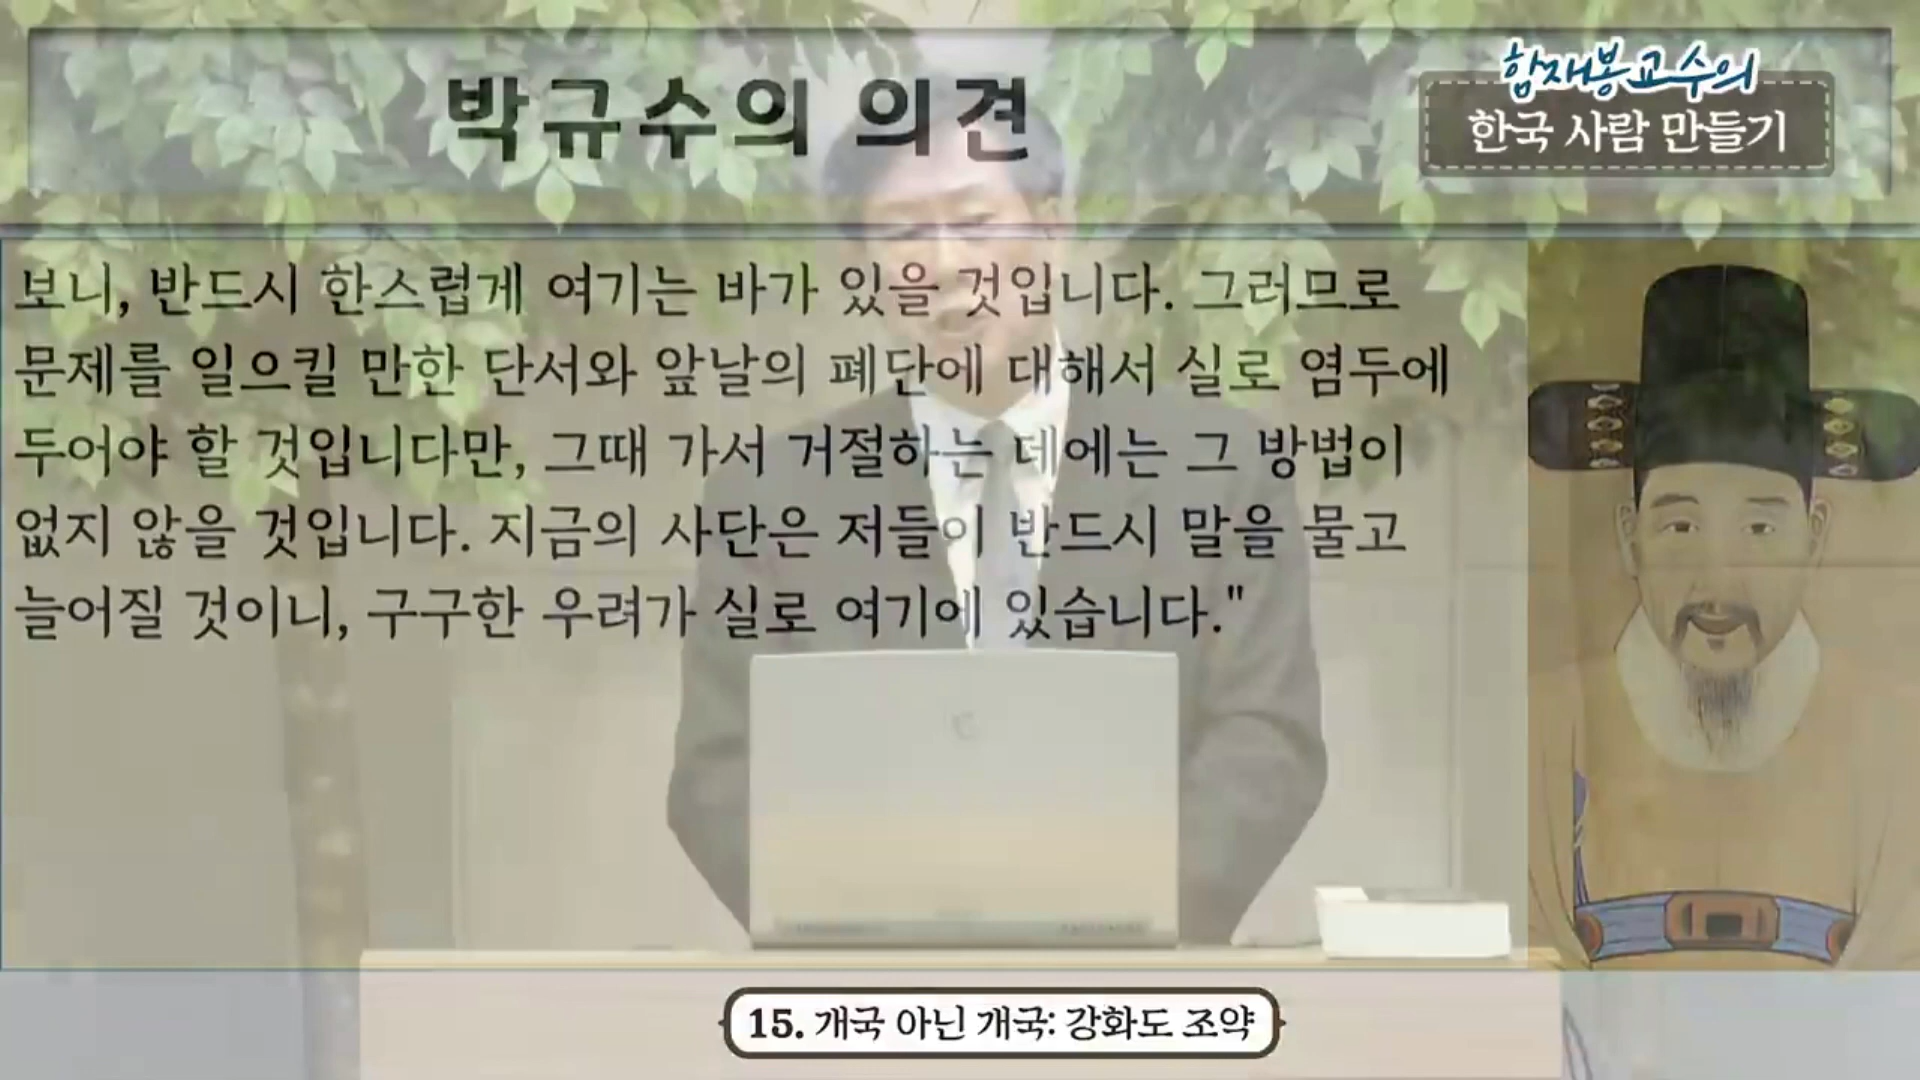 박규수의 의견
함재봉교수의
한국 사람 만들기
보니, 반드시 한스럽게 여기는 바가 있을 것입니다. 그러므로
문제를 일으킬 만한 단서와 앞날의 폐단에 대해서 실로 염두에
두어야 할 것입니다만, 그때 가서 거절하는 데에는 그 방법이
없지 않을 것입니다. 지금의 사단은 저들이 반드시 말을 물고
늘어질 것이니, 구구한 우려가 실로 여기에 있습니다."
15. 개국 아닌 개국: 강화도 조약